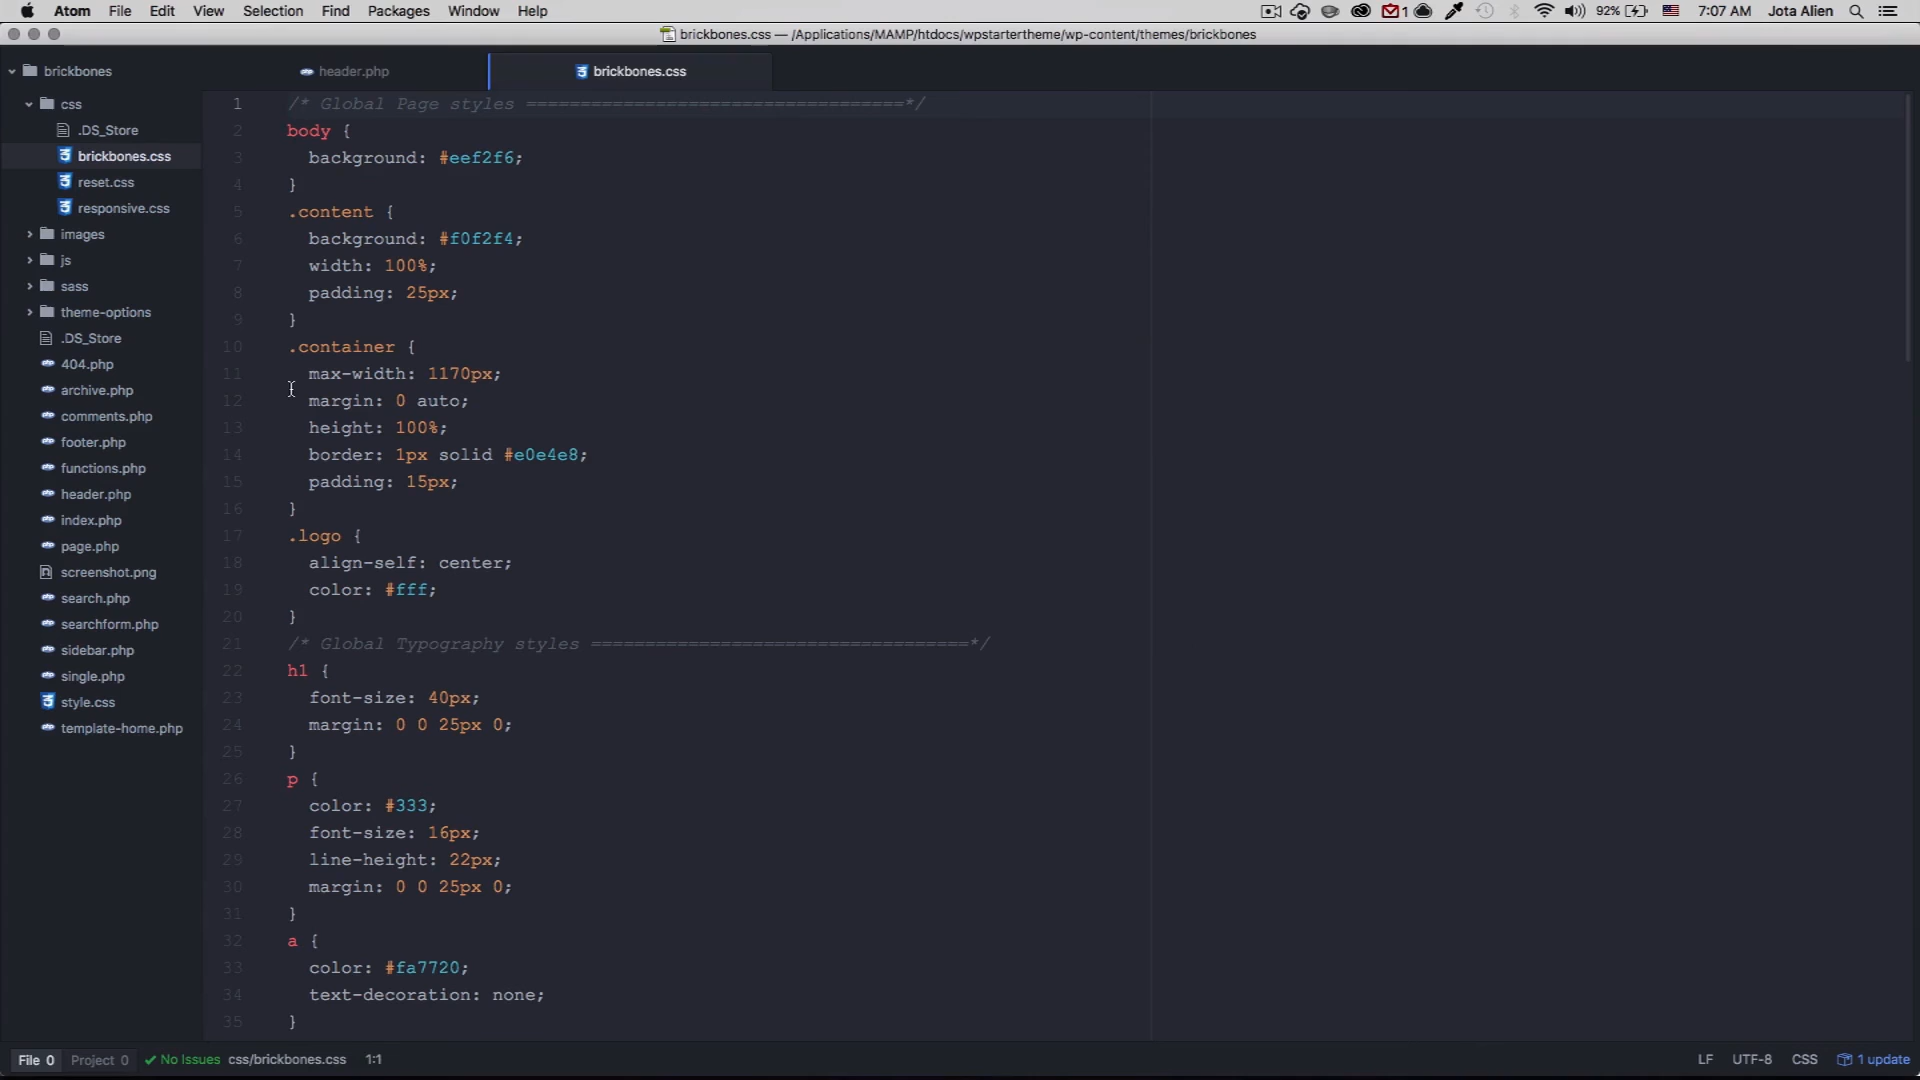 Atom File Edit View Selection Find Packages Window Help 1 92% 7:07 AM Jota Alien
brickbones.css — /Applications/MAMP/htdocs/wpstartertheme/wp-content/themes/brickbones
brickbones
css
.DS_Store
brickbones.css
reset.css
responsive.css
images
js
sass
theme-options
.DS_Store
404.php
archive.php
comments.php
footer.php
functions.php
header.php
index.php
page.php
screenshot.png
search.php
searchform.php
sidebar.php
single.php
style.css
template-home.php
header.php brickbones.css
1 /* Global Page styles ===================================*/
2 body {
3 background: #eef2f6;
4 }
5 .content {
6 background: #f0f2f4;
7 width: 100%;
8 padding: 25px;
9 }
10 .container {
11 max-width: 1170px;
12 margin: 0 auto;
13 height: 100%;
14 border: 1px solid #e0e4e8;
15 padding: 15px;
16 }
17 .logo {
18 align-self: center;
19 color: #fff;
20 }
21 /* Global Typography styles ===================================*/
22 h1 {
23 font-size: 40px;
24 margin: 0 0 25px 0;
25 }
26 p {
27 color: #333;
28 font-size: 16px;
29 line-height: 22px;
30 margin: 0 0 25px 0;
31 }
32 a {
33 color: #fa7720;
34 text-decoration: none;
35 }
File 0 Project 0 No Issues css/brickbones.css 1:1 LF UTF-8 CSS 1 update